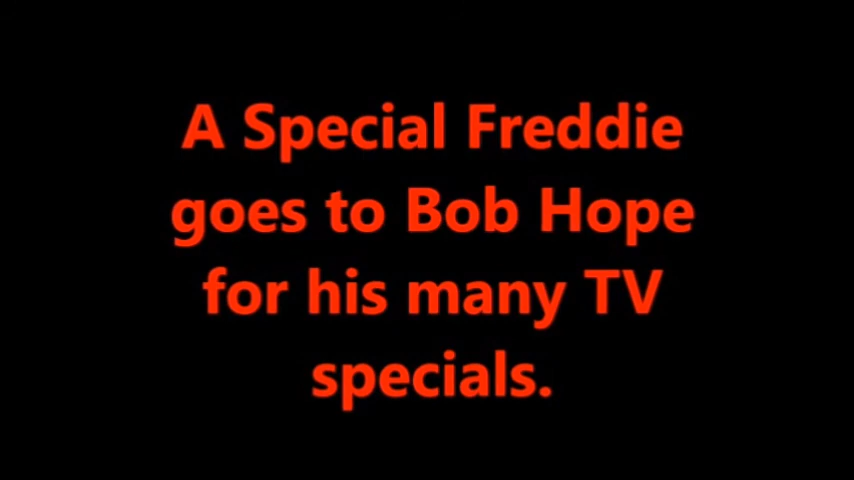 A Special Freddie
goes to Bob Hope
for his many TV
specials.